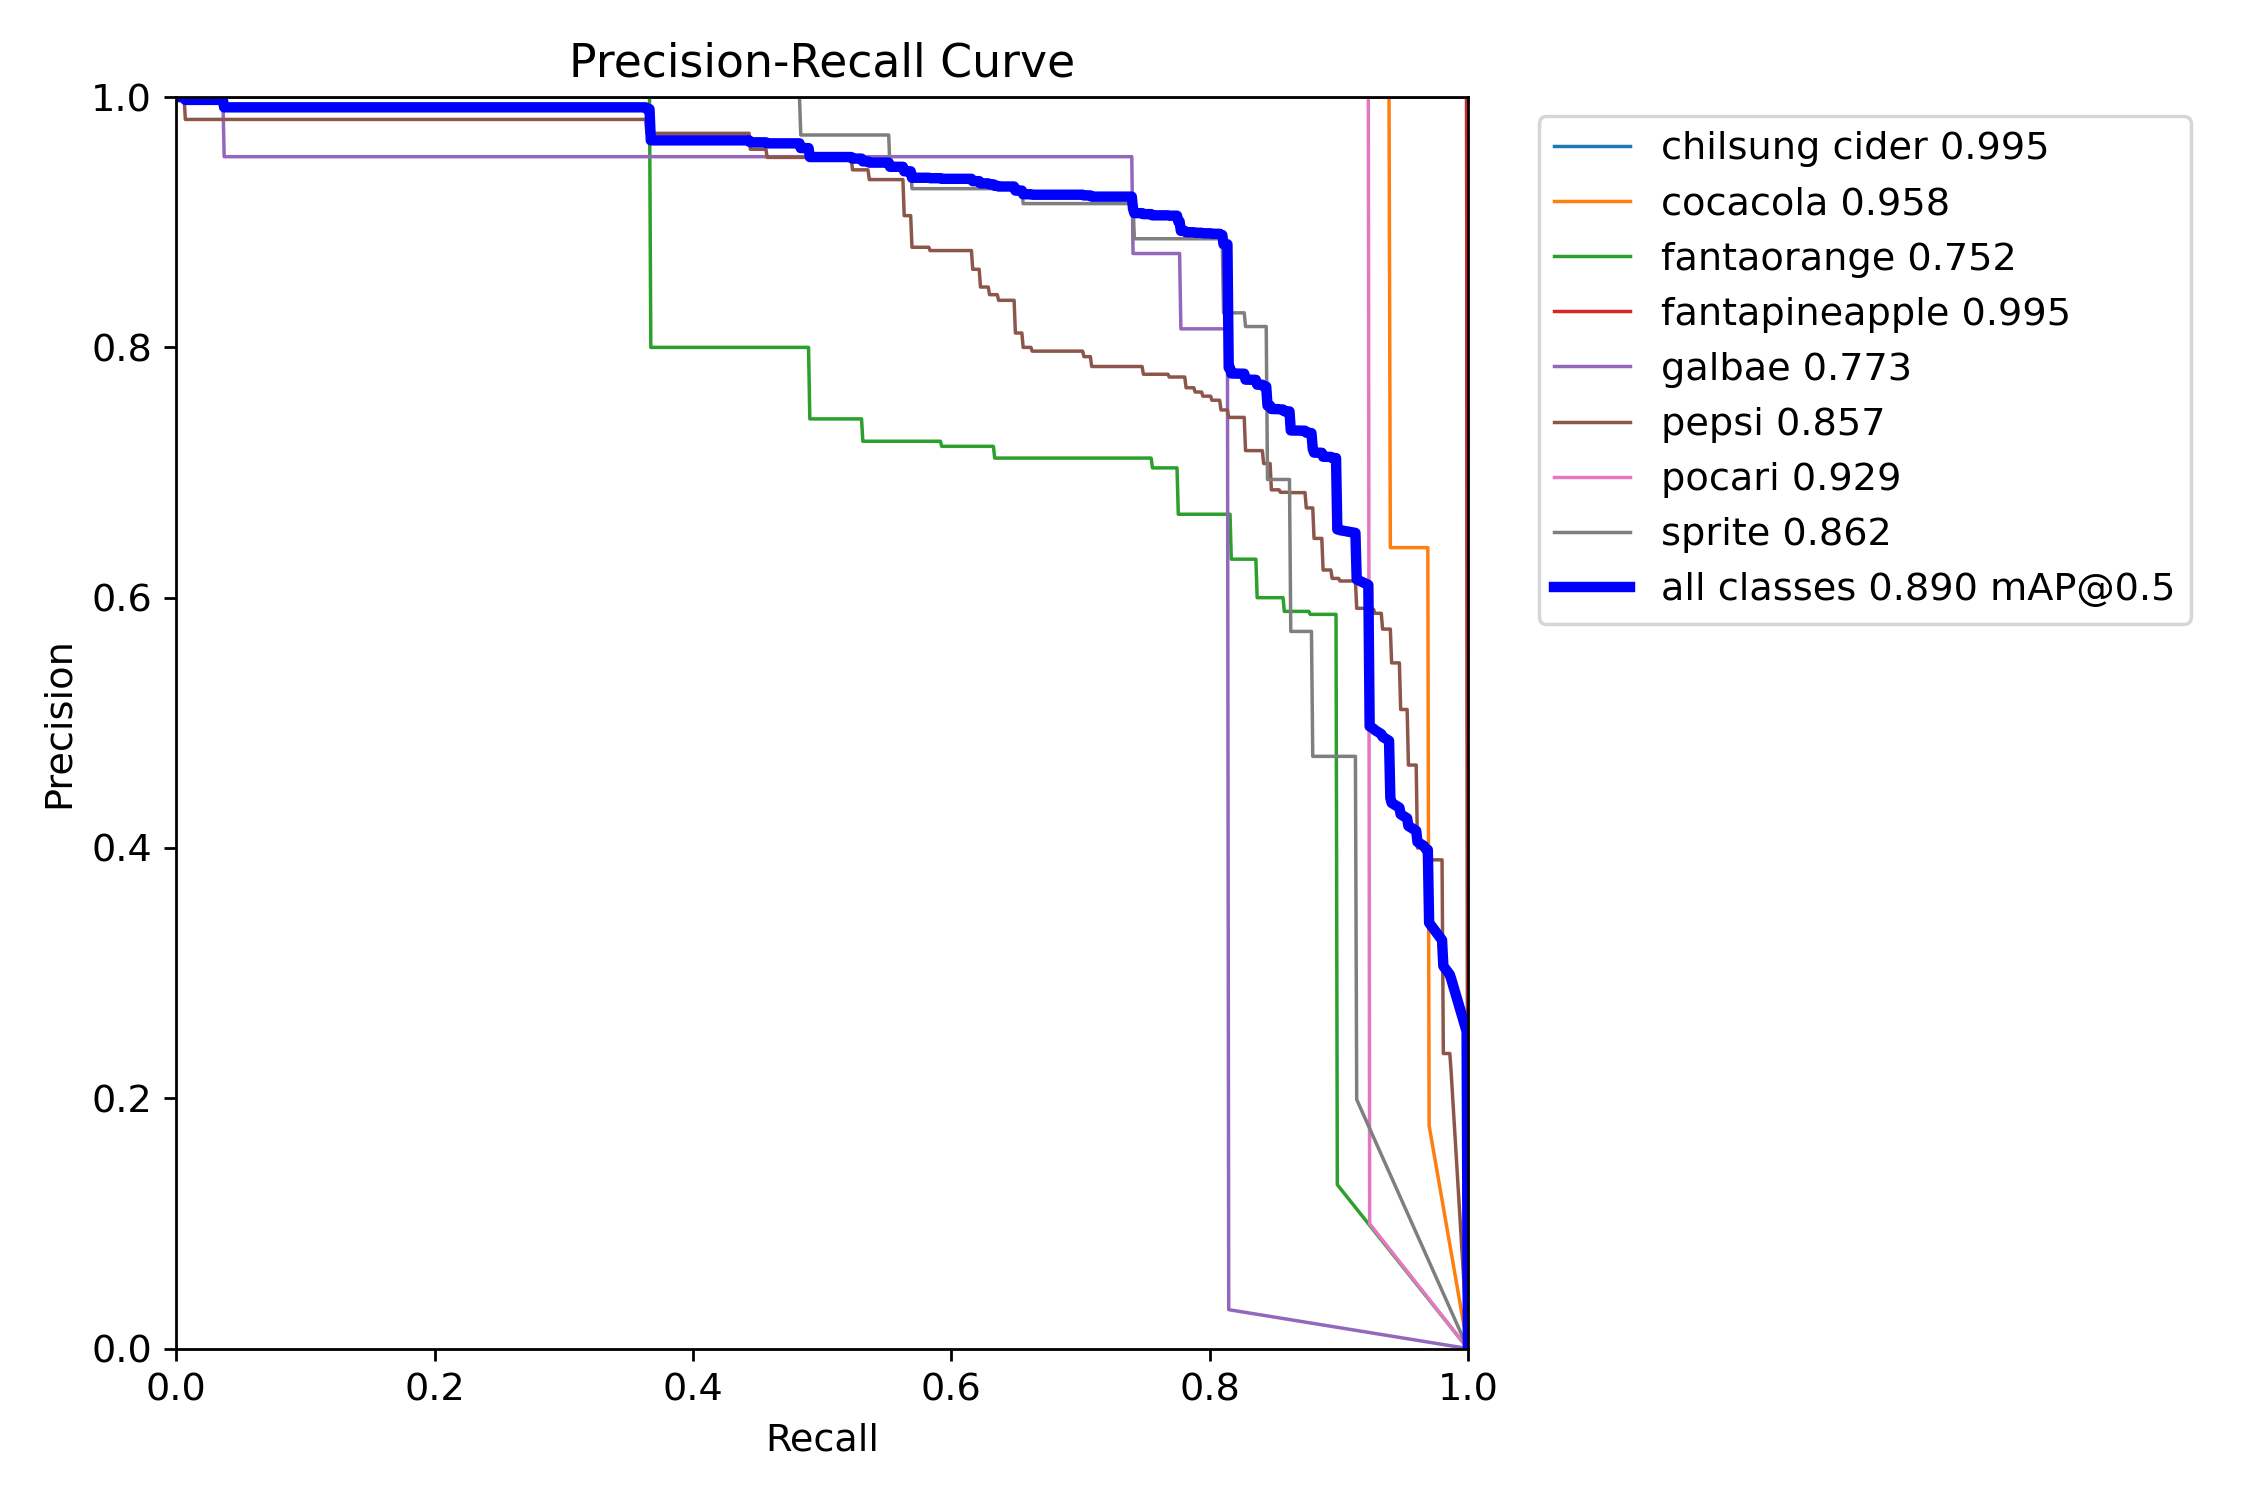 Precision-Recall Curve
1.0
0.8
0.6
0.4
0.2
0.0
Precision
0.0 0.2 0.4 0.6 0.8 1.0
Recall
chilsung cider 0.995
cocacola 0.958
fantaorange 0.752
fantapineapple 0.995
galbae 0.773
pepsi 0.857
pocari 0.929
sprite 0.862
all classes 0.890 mAP@0.5